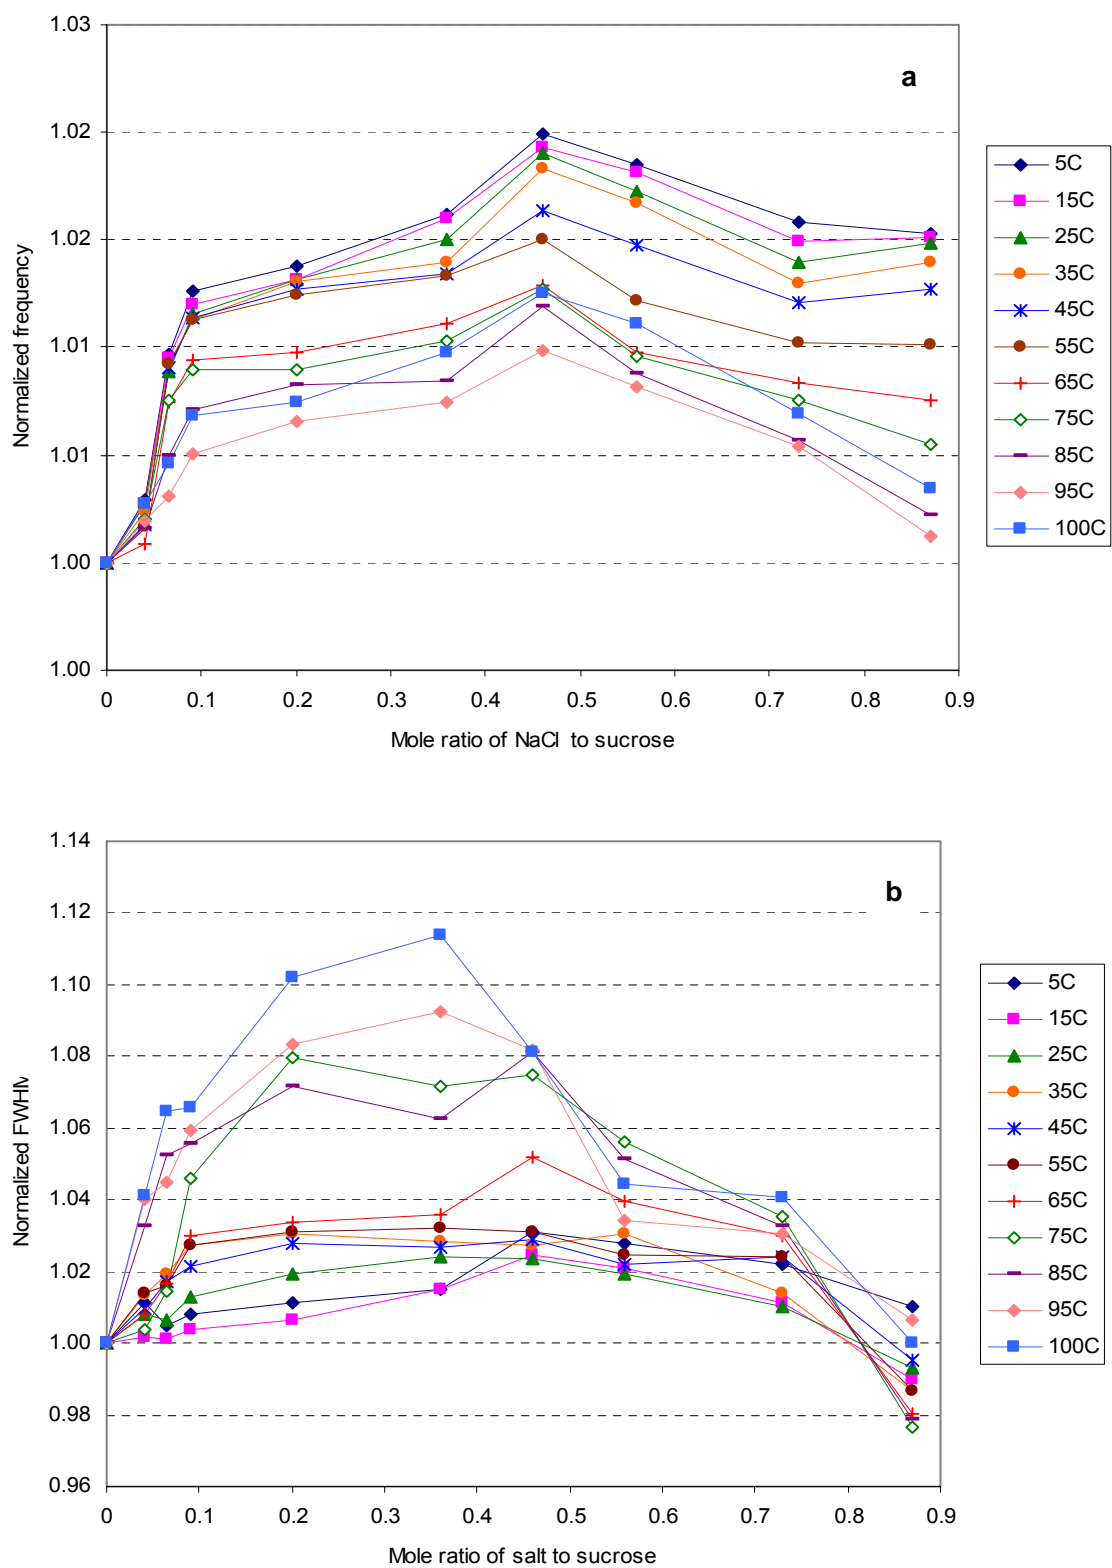 1.03
1.02
1.02
1.01
1.01
1.00
1.00
Normalized frequency
a
0 0.1 0.2 0.3 0.4 0.5 0.6 0.7 0.8 0.9
Mole ratio of NaCl to sucrose
5C
15C
25C
35C
45C
55C
65C
75C
85C
95C
100C
1.14
1.12
1.10
1.08
1.06
1.04
1.02
1.00
0.98
0.96
Normalized FWHM
b
0 0.1 0.2 0.3 0.4 0.5 0.6 0.7 0.8 0.9
Mole ratio of salt to sucrose
5C
15C
25C
35C
45C
55C
65C
75C
85C
95C
100C